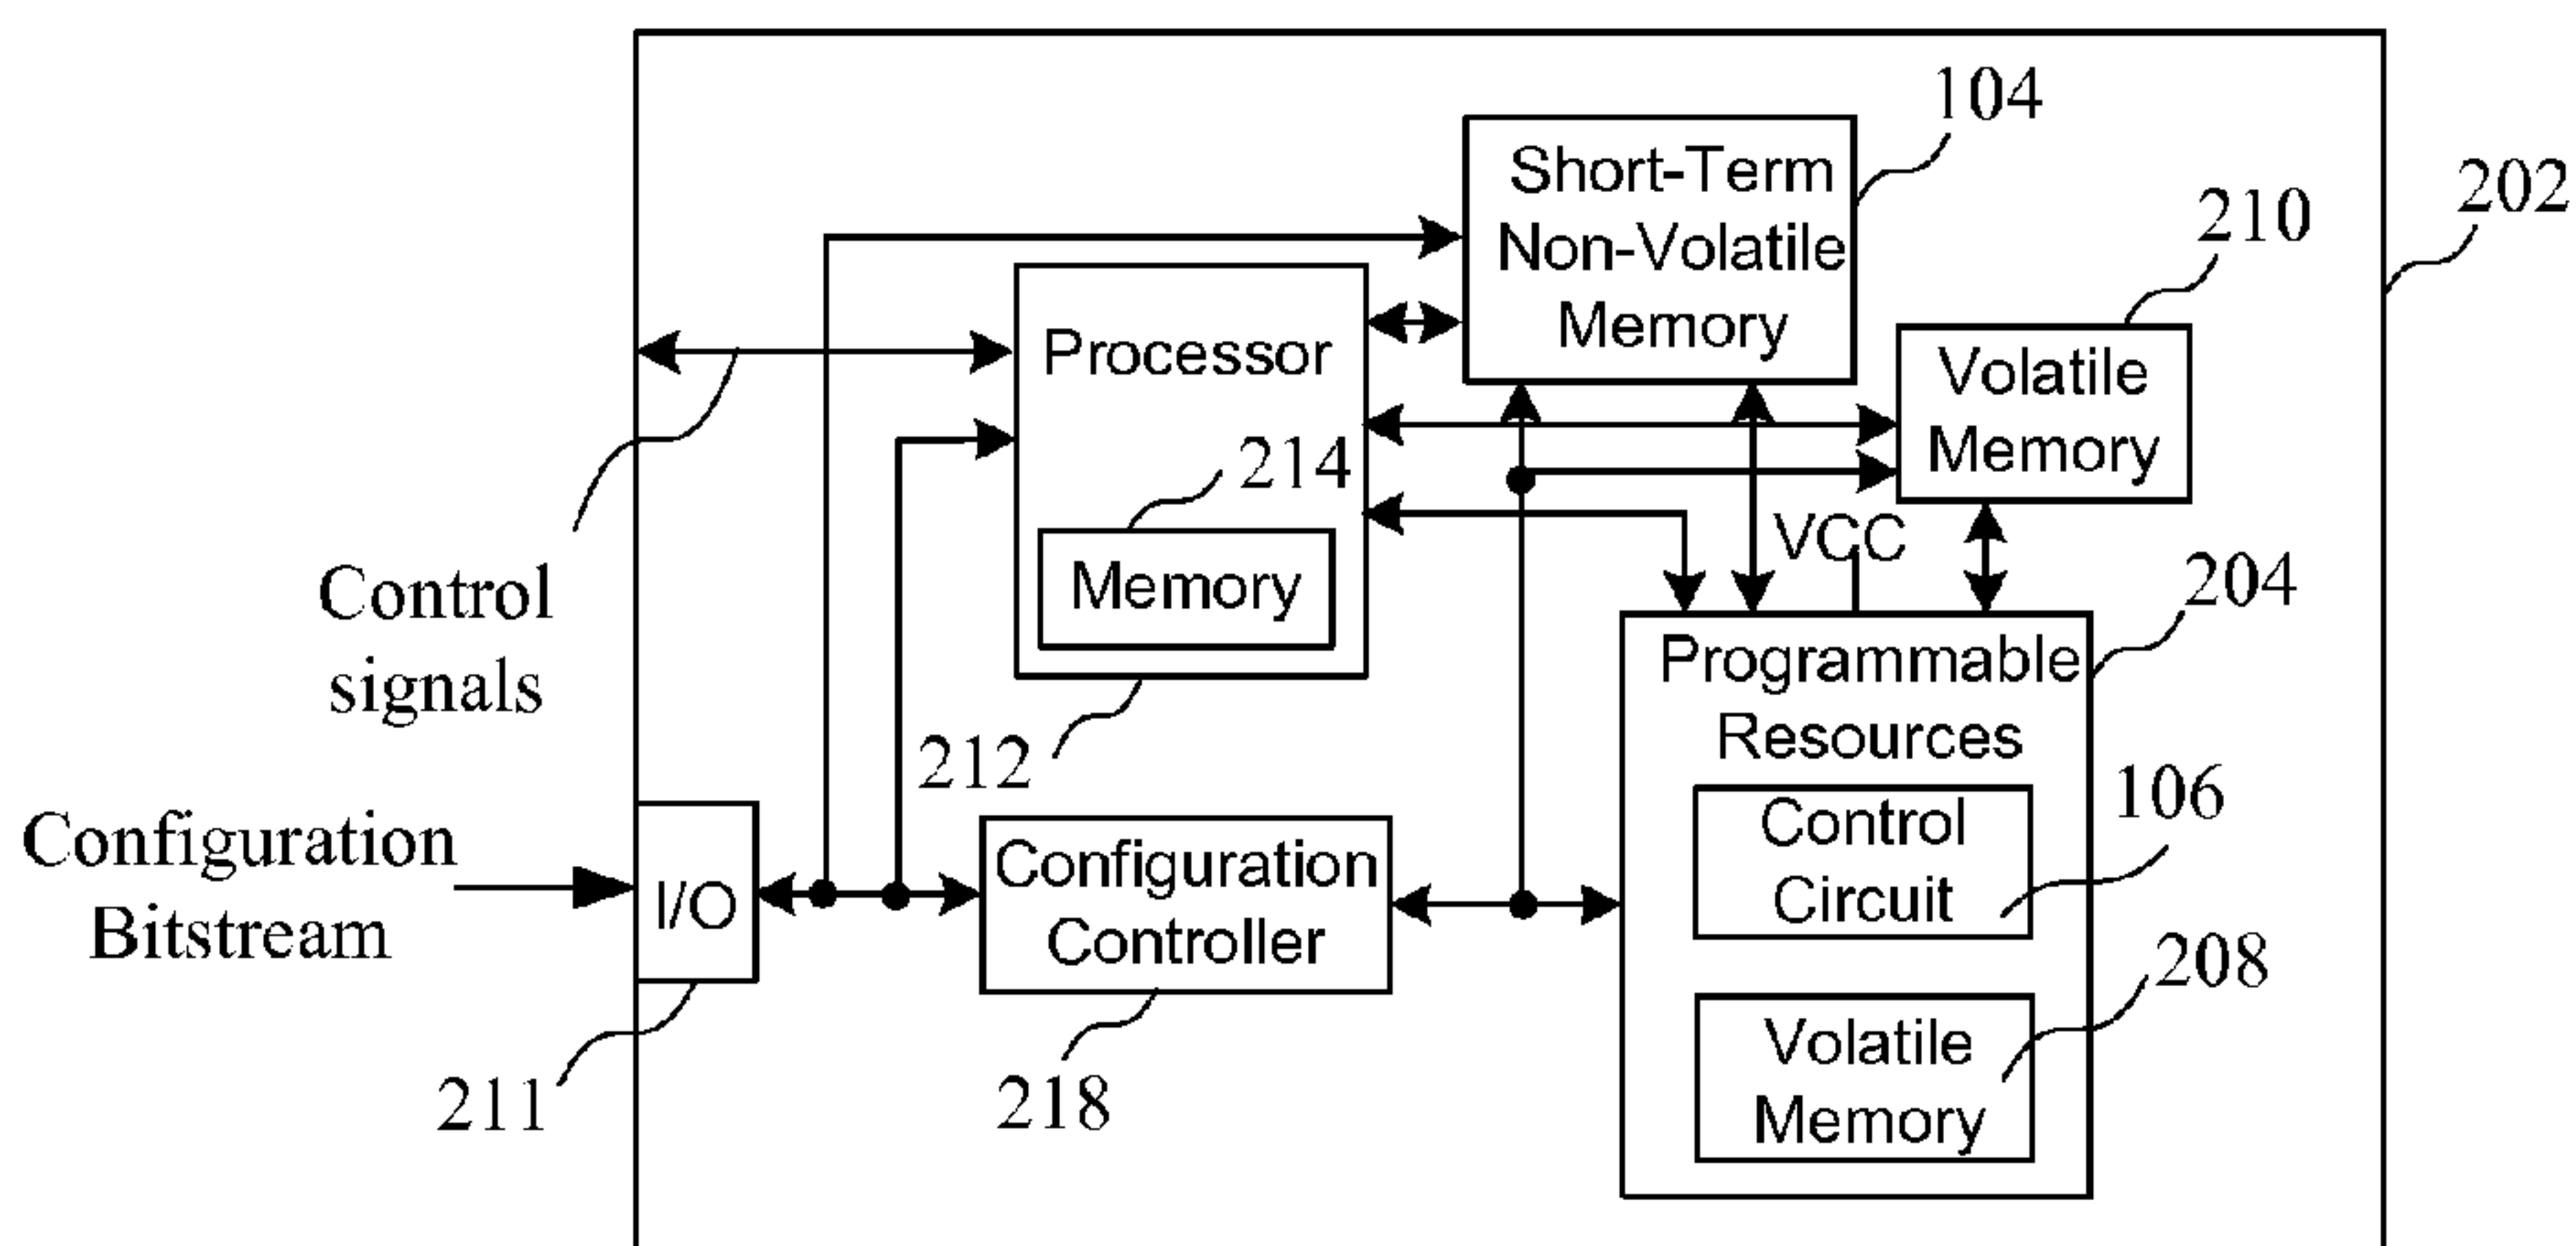 104
Short-Term
Non-Volatile
Memory
202
210
Processor
Volatile
Memory
214
Memory
VCC
204
Control
signals
Programmable
Resources
212
Configuration
Bitstream
I/O
Configuration
Controller
106
Control
Circuit
208
Volatile
Memory
211
218